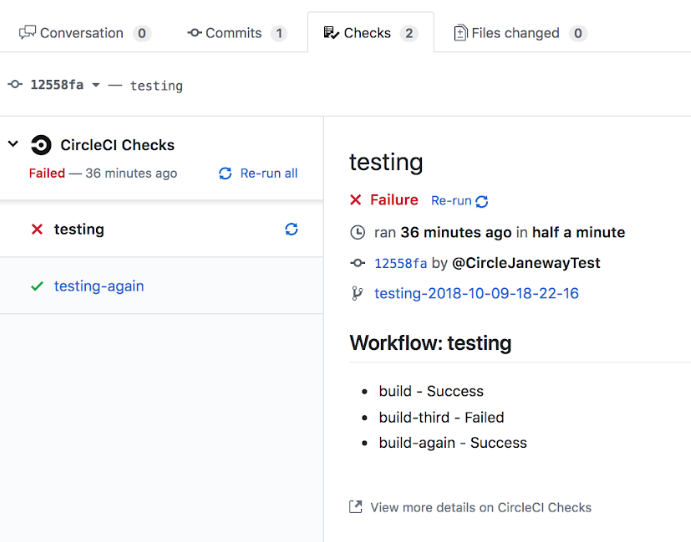 Conversation 0 Commits 1 Checks 2 Files changed 0
12558fa — testing
CircleCI Checks
Failed — 36 minutes ago Re-run all
testing
testing-again
testing
Failure Re-run
ran 36 minutes ago in half a minute
12558fa by @CircleJanewayTest
testing-2018-10-09-18-22-16
Workflow: testing
build - Success
build-third - Failed
build-again - Success
View more details on CircleCI Checks